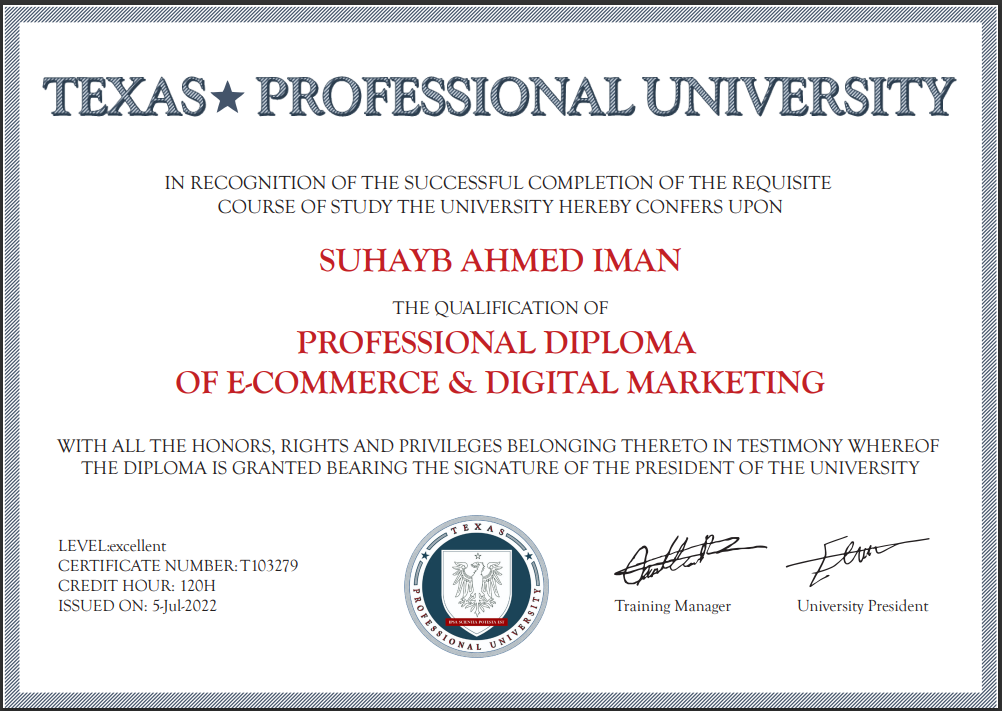 TEXAS★PROFESSIONAL UNIVERSITY
IN RECOGNITION OF THE SUCCESSFUL COMPLETION OF THE REQUISITE
COURSE OF STUDY THE UNIVERSITY HEREBY CONFERS UPON
SUHAYB AHMED IMAN
THE QUALIFICATION OF
PROFESSIONAL DIPLOMA
OF E-COMMERCE & DIGITAL MARKETING
WITH ALL THE HONORS, RIGHTS AND PRIVILEGES BELONGING THERETO IN TESTIMONY WHEREOF
THE DIPLOMA IS GRANTED BEARING THE SIGNATURE OF THE PRESIDENT OF THE UNIVERSITY
LEVEL:excellent
CERTIFICATE NUMBER: T103279
CREDIT HOUR: 120H
ISSUED ON: 5-Jul-2022
TEXAS
PROFESSIONAL UNIVERSITY
Training Manager
University President